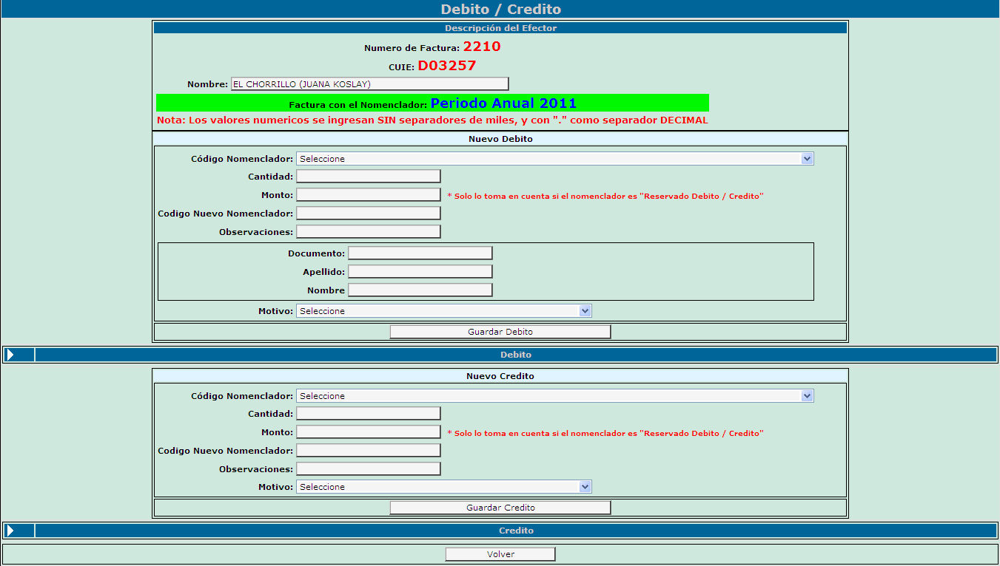 Debito / Credito
Descripción del Efector
Numero de Factura: 2210
CUIE: D03257
Nombre: EL CHORRILLO (JUANA KOSLAY)
Factura con el Nomenclador: Periodo Anual 2011
Nota: Los valores numericos se ingresan SIN separadores de miles, y con "." como separador DECIMAL
Nuevo Debito
Código Nomenclador: Seleccione
Cantidad:
Monto: * Solo lo toma en cuenta si el nomenclador es "Reservado Debito / Credito"
Codigo Nuevo Nomenclador:
Observaciones:
Documento:
Apellido:
Nombre
Motivo: Seleccione
Guardar Debito
Debito
Nuevo Credito
Código Nomenclador: Seleccione
Cantidad:
Monto: * Solo lo toma en cuenta si el nomenclador es "Reservado Debito / Credito"
Codigo Nuevo Nomenclador:
Observaciones:
Motivo: Seleccione
Guardar Credito
Credito
Volver